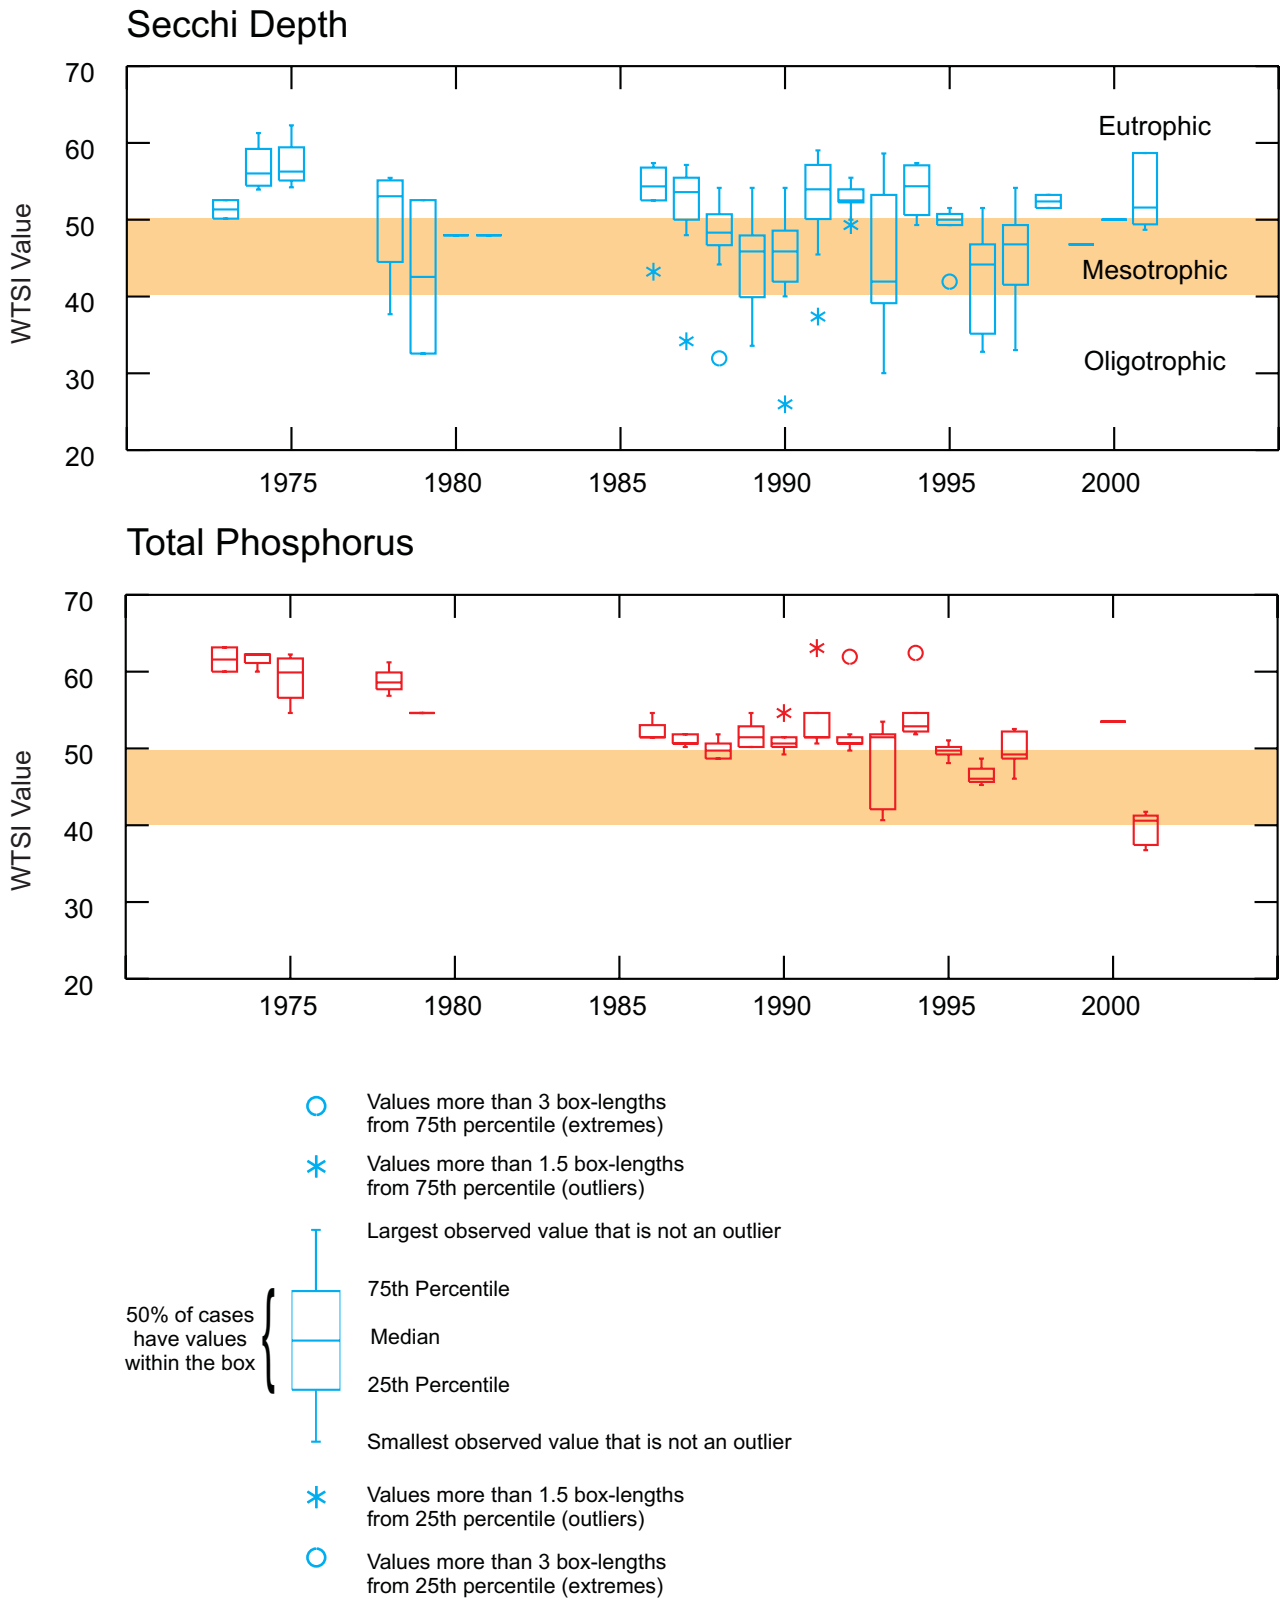 Secchi Depth
70
60
50
40
30
20
WTSI Value
Eutrophic
Mesotrophic
Oligotrophic
1975 1980 1985 1990 1995 2000
Total Phosphorus
70
60
50
40
30
20
WTSI Value
1975 1980 1985 1990 1995 2000
Values more than 3 box-lengths
from 75th percentile (extremes)
Values more than 1.5 box-lengths
from 75th percentile (outliers)
Largest observed value that is not an outlier
75th Percentile
50% of cases
have values
within the box
Median
25th Percentile
Smallest observed value that is not an outlier
Values more than 1.5 box-lengths
from 25th percentile (outliers)
Values more than 3 box-lengths
from 25th percentile (extremes)